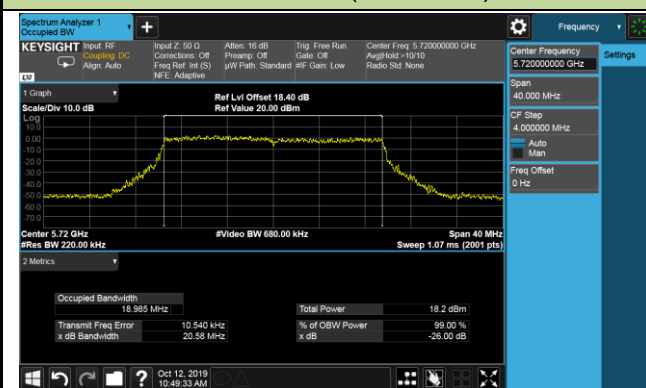 Spectrum Analyzer 1
Occupied BW
+
Frequency
KEYSIGHT
Input: RF
Coupling: DC
Align: Auto
Input Z: 50 Ω
Corrections: Off
Freq Ref: Int (S)
NFE: Adaptive
Atten: 16 dB
Preamp: Off
µW Path: Standard
Trig: Free Run
Gate: Off
#IF Gain: Low
Center Freq: 5.720000000 GHz
Avg|Hold:>10/10
Radio Std: None
LXI
Center Frequency
5.720000000 GHz
Settings
Span
40.000 MHz
CF Step
4.000000 MHz
Auto
Man
Freq Offset
0 Hz
1 Graph
Scale/Div 10.0 dB
Ref Lvl Offset 18.40 dB
Ref Value 20.00 dBm
Log
10.0
0.00
-10.0
-20.0
-30.0
-40.0
-50.0
-60.0
-70.0
Center 5.72 GHz
#Res BW 220.00 kHz
#Video BW 680.00 kHz
Span 40 MHz
Sweep 1.07 ms (2001 pts)
2 Metrics
Occupied Bandwidth
18.985 MHz
Total Power 18.2 dBm
Transmit Freq Error 10.540 kHz
% of OBW Power 99.00 %
x dB Bandwidth 20.58 MHz
x dB -26.00 dB
?
Oct 12, 2019
10:49:33 AM